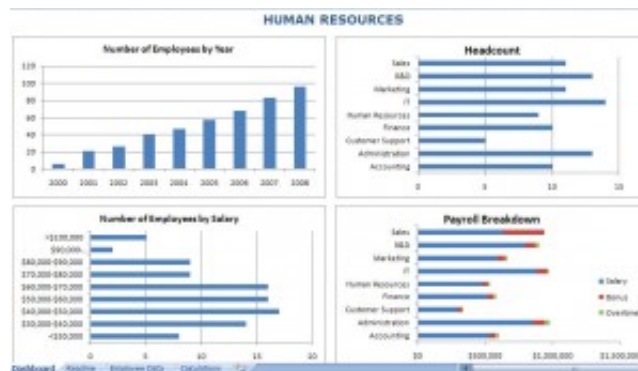 HUMAN RESOURCES
Number of Employees by Year
120
100
80
60
40
20
0
2000 2001 2002 2003 2004 2005 2006 2007 2008
Headcount
Sales
R&D
Marketing
IT
Human Resources
Finance
Customer Support
Administration
Accounting
0 5 10 15
Number of Employees by Salary
>$100,000
$80,000-$90,000
$70,000-$80,000
$60,000-$70,000
$50,000-$60,000
$40,000-$50,000
$30,000-$40,000
<$30,000
0 5 10 15 20
Payroll Breakdown
Sales
R&D
Marketing
IT
Human Resources
Finance
Customer Support
Administration
Accounting
Salary
Bonus
Overtime
$0 $500,000 $1,000,000
Dashboard Employee Data Calculations